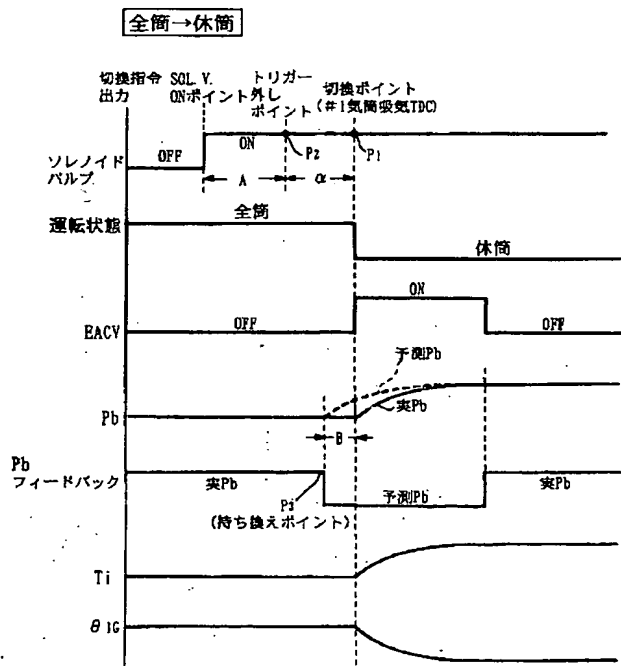 全筒→休筒
切換指令 SOL. V. トリガー
出力 ONポイント 外し 切換ポイント
ポイント (#1気筒吸気TDC)
OFF ON P2 P1
ソレノイド
バルブ
A α
運転状態 全筒
休筒
ON
EACV OFF OFF
予測Pb
実Pb
Pb
B
Pb
フィードバック 実Pb 予測Pb 実Pb
P3
(持ち換えポイント)
Ti
θIG